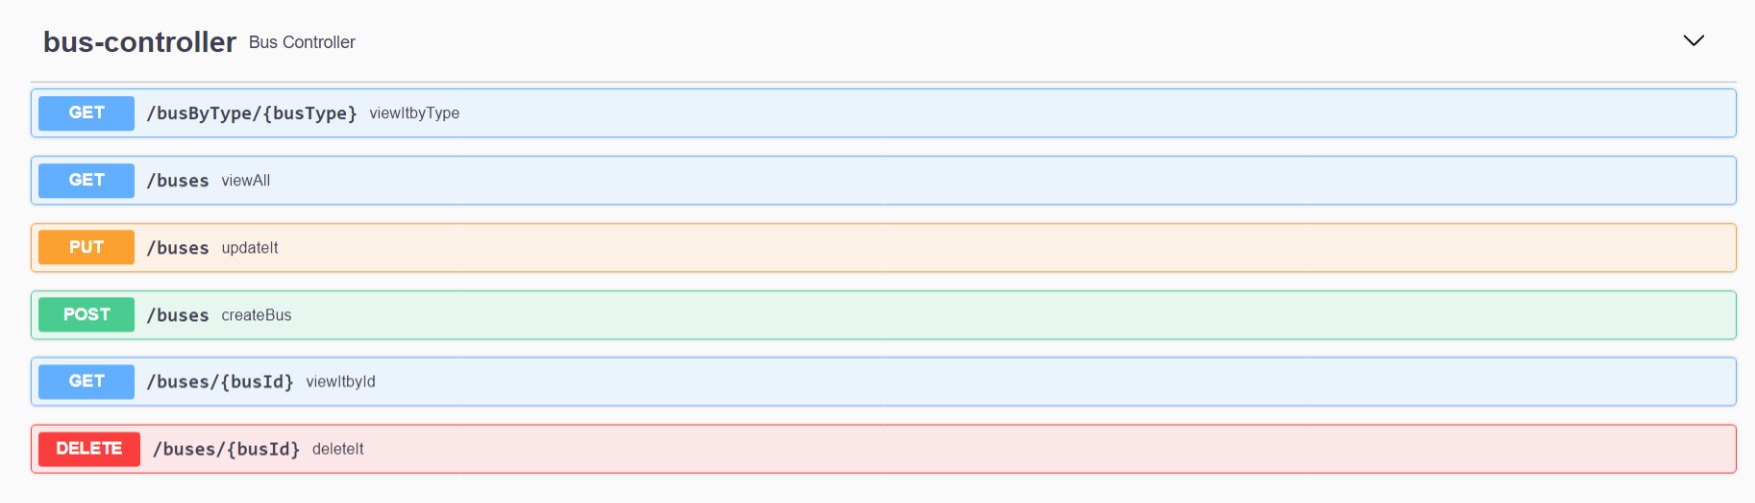 bus-controller Bus Controller
GET /busByType/{busType} viewItbyType
GET /buses viewAll
PUT /buses updateIt
POST /buses createBus
GET /buses/{busId} viewItbyId
DELETE /buses/{busId} deleteIt